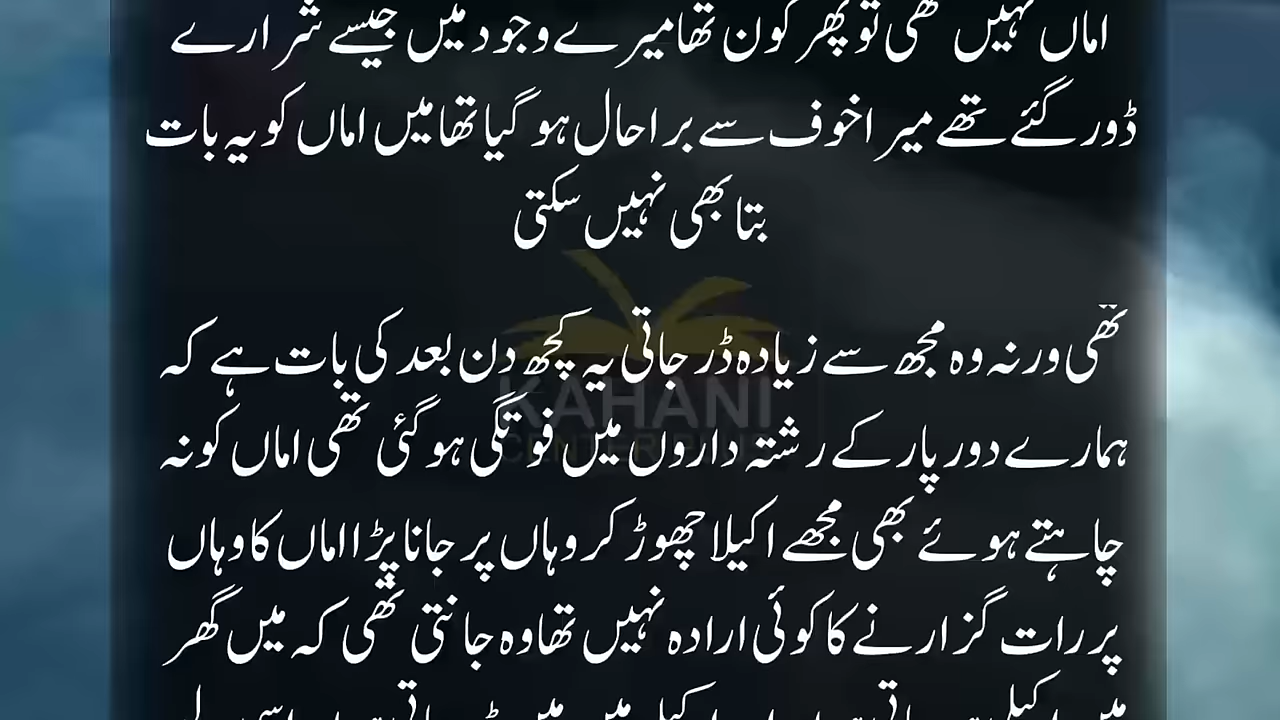 اماں نہیں تھی تو پھر کون تھا میرے وجود میں جیسے شرارے
ڈور گئے تھے میرا خوف سے برا حال ہو گیا تھا میں اماں کو یہ بات
بتا بھی نہیں سکتی
تھی ورنہ وہ مجھ سے زیادہ ڈر جاتی یہ کچھ دن بعد کی بات ہے کہ
KAHANI
ہمارے دور پار کے رشتہ داروں میں فوتگی ہو گئی تھی اماں کو نہ
CENTER
چاہتے ہوئے بھی مجھے اکیلا چھوڑ کر وہاں پر جانا پڑا اماں کا وہاں
پر رات گزارنے کا کوئی ارادہ نہیں تھا وہ جانتی تھی کہ میں گھر